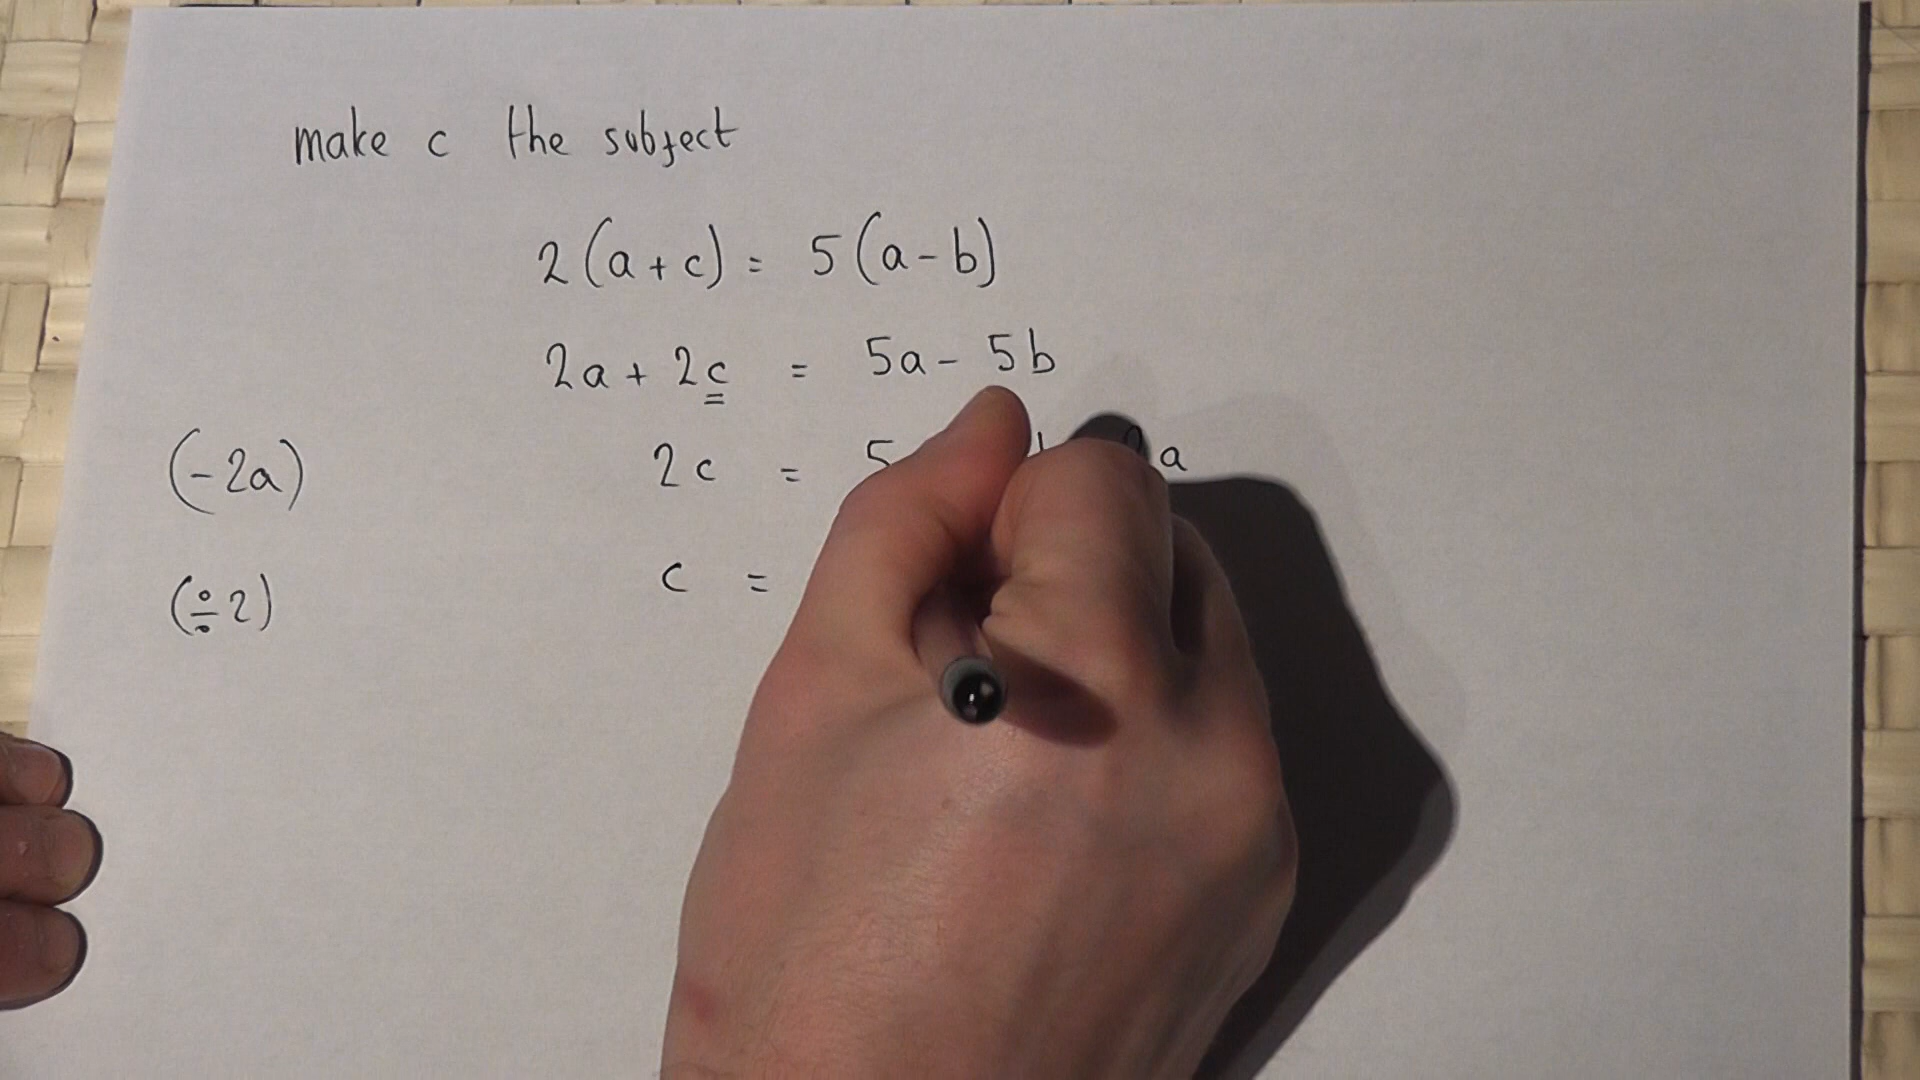 make c the subject
2(a+c) = 5(a-b)
2a + 2c = 5a - 5b
(-2a) 2c = 5 a
(÷2) c =